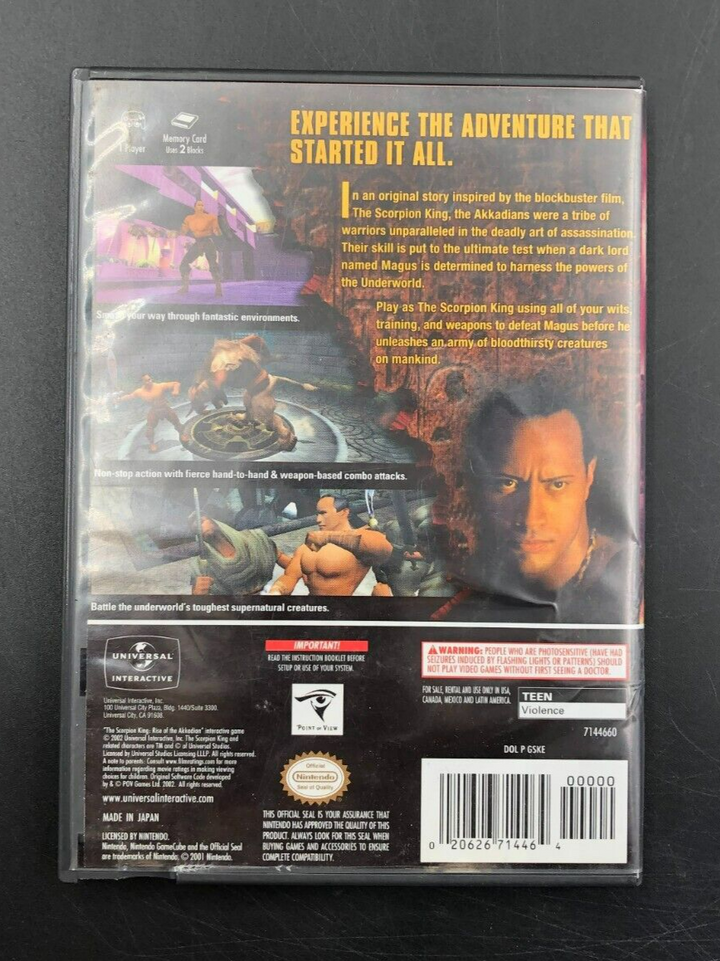 1 Player
Memory Card
Uses 2 Blocks
EXPERIENCE THE ADVENTURE THAT
STARTED IT ALL.
In an original story inspired by the blockbuster film,
The Scorpion King, the Akkadians were a tribe of
warriors unparalleled in the deadly art of assassination.
Their skill is put to the ultimate test when a dark lord
named Magus is determined to harness the powers of
the Underworld.
Play as The Scorpion King using all of your wits,
training, and weapons to defeat Magus before he
unleashes an army of bloodthirsty creatures
on mankind.
your way through fantastic environments.
Non-stop action with fierce hand-to-hand & weapon-based combo attacks.
Battle the underworld's toughest supernatural creatures.
UNIVERSAL
INTERACTIVE
Universal Interactive, Inc.
100 Universal City Plaza, Bldg. 1440/Suite 3300.
Universal City, CA 91608.
"The Scorpion King: Rise of the Akkadian" interactive game
© 2002 Universal Interactive, Inc. The Scorpion King and
related characters are TM and © of Universal Studios.
Licensed by Universal Studios Licensing LLLP. All rights reserved.
A note to parents: Consult www.filmratings.com for more
information regarding movie ratings in making viewing
choices for children. Original Software Code developed
by & © POV Games Ltd. 2002. All rights reserved.
www.universalinteractive.com
MADE IN JAPAN
LICENSED BY NINTENDO.
Nintendo, Nintendo GameCube and the Official Seal
are trademarks of Nintendo. © 2001 Nintendo.
IMPORTANT!
READ THE INSTRUCTION BOOKLET BEFORE
SETUP OR USE OF YOUR SYSTEM.
POINT OF VIEW
Official
Nintendo
Seal of Quality
THIS OFFICIAL SEAL IS YOUR ASSURANCE THAT
NINTENDO HAS APPROVED THE QUALITY OF THIS
PRODUCT. ALWAYS LOOK FOR THIS SEAL WHEN
BUYING GAMES AND ACCESSORIES TO ENSURE
COMPLETE COMPATIBILITY.
WARNING: PEOPLE WHO ARE PHOTOSENSITIVE (HAVE HAD
SEIZURES INDUCED BY FLASHING LIGHTS OR PATTERNS) SHOULD
NOT PLAY VIDEO GAMES WITHOUT FIRST SEEING A DOCTOR.
FOR SALE, RENTAL AND USE ONLY IN USA,
CANADA, MEXICO AND LATIN AMERICA.
TEEN
Violence
7144660
DOL P GSKE
00000
0 20626 71446 4